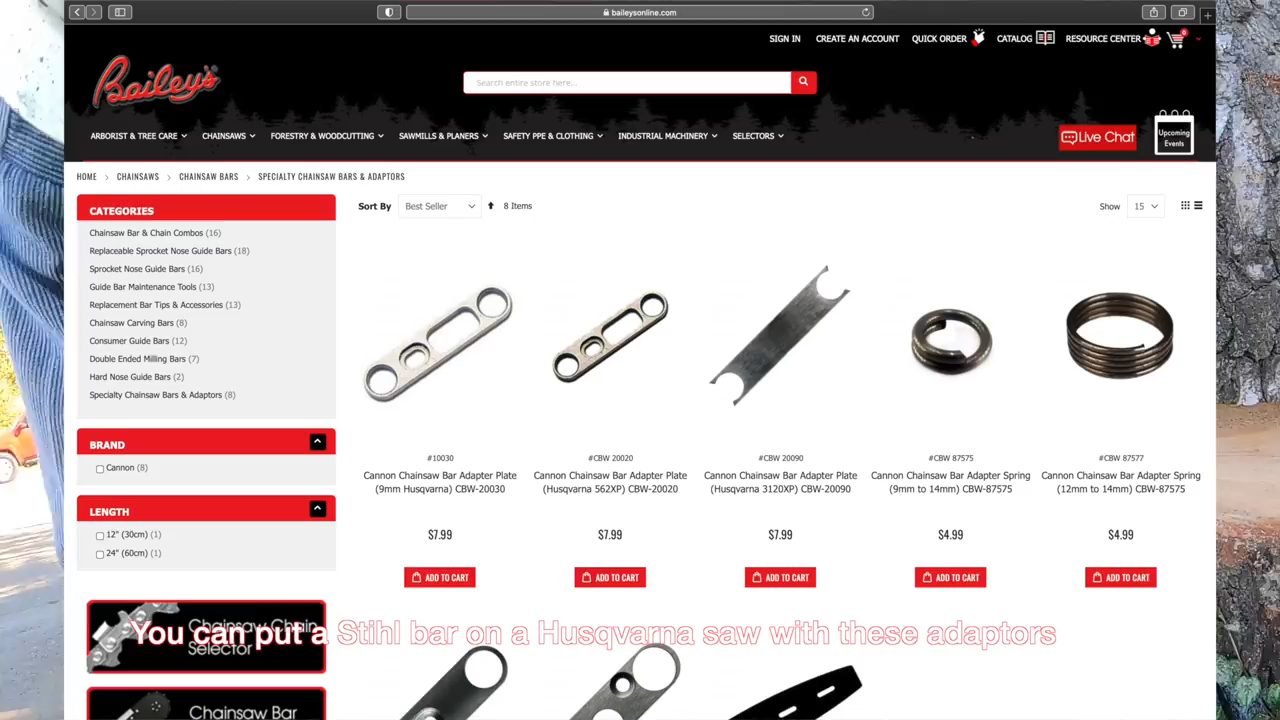 baileysonline.com
SIGN IN
CREATE AN ACCOUNT
QUICK ORDER
CATALOG
RESOURCE CENTER
0
Bailey's
Search entire store here...
ARBORIST & TREE CARE
CHAINSAWS
FORESTRY & WOODCUTTING
SAWMILLS & PLANERS
SAFETY PPE & CLOTHING
INDUSTRIAL MACHINERY
SELECTORS
Live Chat
Upcoming
Events
HOME > CHAINSAWS > CHAINSAW BARS > SPECIALTY CHAINSAW BARS & ADAPTORS
CATEGORIES
Chainsaw Bar & Chain Combos (16)
Replaceable Sprocket Nose Guide Bars (18)
Sprocket Nose Guide Bars (16)
Guide Bar Maintenance Tools (13)
Replacement Bar Tips & Accessories (13)
Chainsaw Carving Bars (8)
Consumer Guide Bars (12)
Double Ended Milling Bars (7)
Hard Nose Guide Bars (2)
Specialty Chainsaw Bars & Adaptors (8)
BRAND
Cannon (8)
LENGTH
12" (30cm) (1)
24" (60cm) (1)
Chainsaw Chain
Selector
Chainsaw Bar
Sort By
Best Seller
8 Items
Show
15
#10030
Cannon Chainsaw Bar Adapter Plate
(9mm Husqvarna) CBW-20030
$7.99
ADD TO CART
#CBW 20020
Cannon Chainsaw Bar Adapter Plate
(Husqvarna 562XP) CBW-20020
$7.99
ADD TO CART
#CBW 20090
Cannon Chainsaw Bar Adapter Plate
(Husqvarna 3120XP) CBW-20090
$7.99
ADD TO CART
#CBW 87575
Cannon Chainsaw Bar Adapter Spring
(9mm to 14mm) CBW-87575
$4.99
ADD TO CART
#CBW 87577
Cannon Chainsaw Bar Adapter Spring
(12mm to 14mm) CBW-87575
$4.99
ADD TO CART
You can put a Stihl bar on a Husqvarna saw with these adaptors